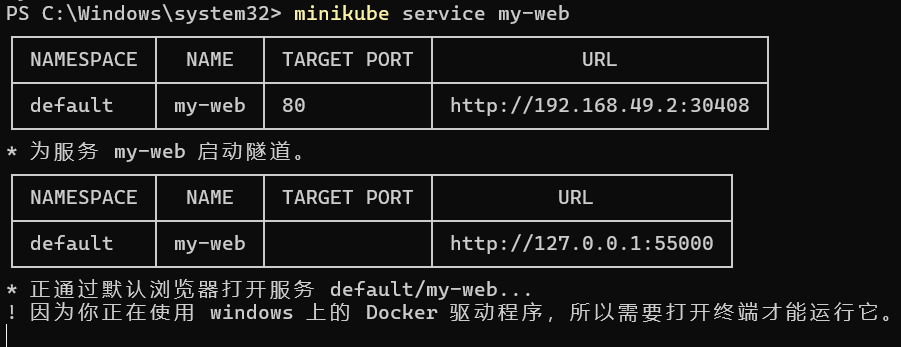 PS C:\Windows\system32> minikube service my-web
NAMESPACE NAME TARGET PORT URL
default my-web 80 http://192.168.49.2:30408
* 为服务 my-web 启动隧道。
NAMESPACE NAME TARGET PORT URL
default my-web http://127.0.0.1:55000
* 正通过默认浏览器打开服务 default/my-web...
! 因为你正在使用 windows 上的 Docker 驱动程序，所以需要打开终端才能运行它。